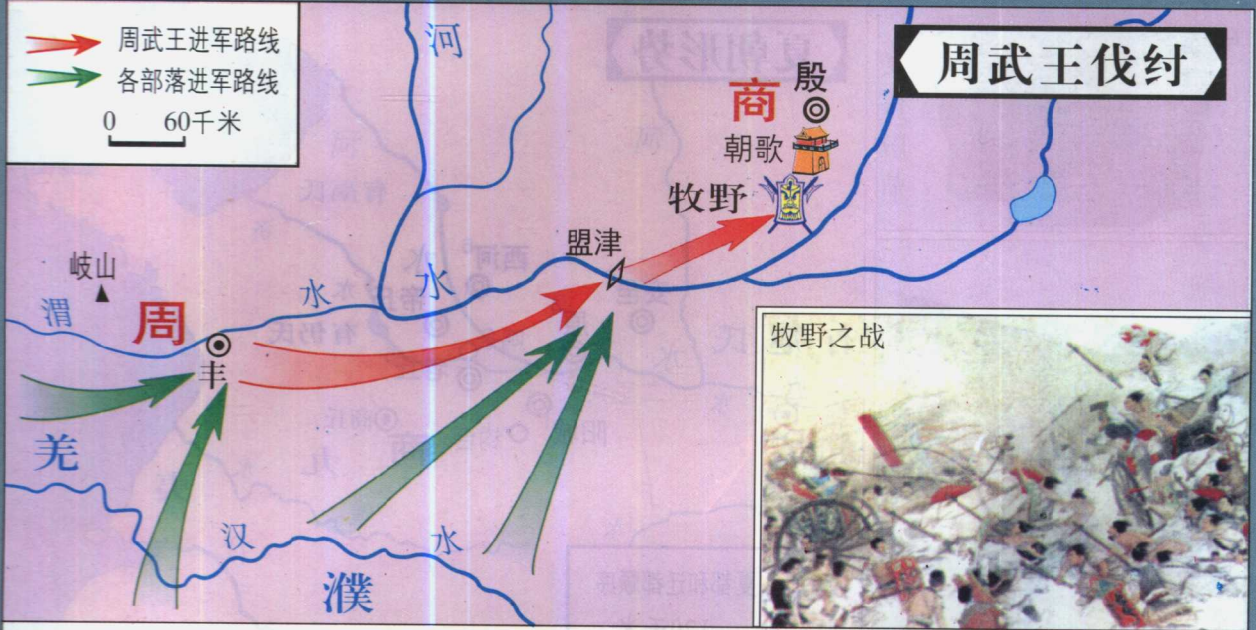 周武王进军路线
各部落进军路线
0 60千米
周武王伐纣
河
殷
商
朝歌
牧野
盟津
岐山
水
水
渭
周
丰
牧野之战
羌
汉
水
濮